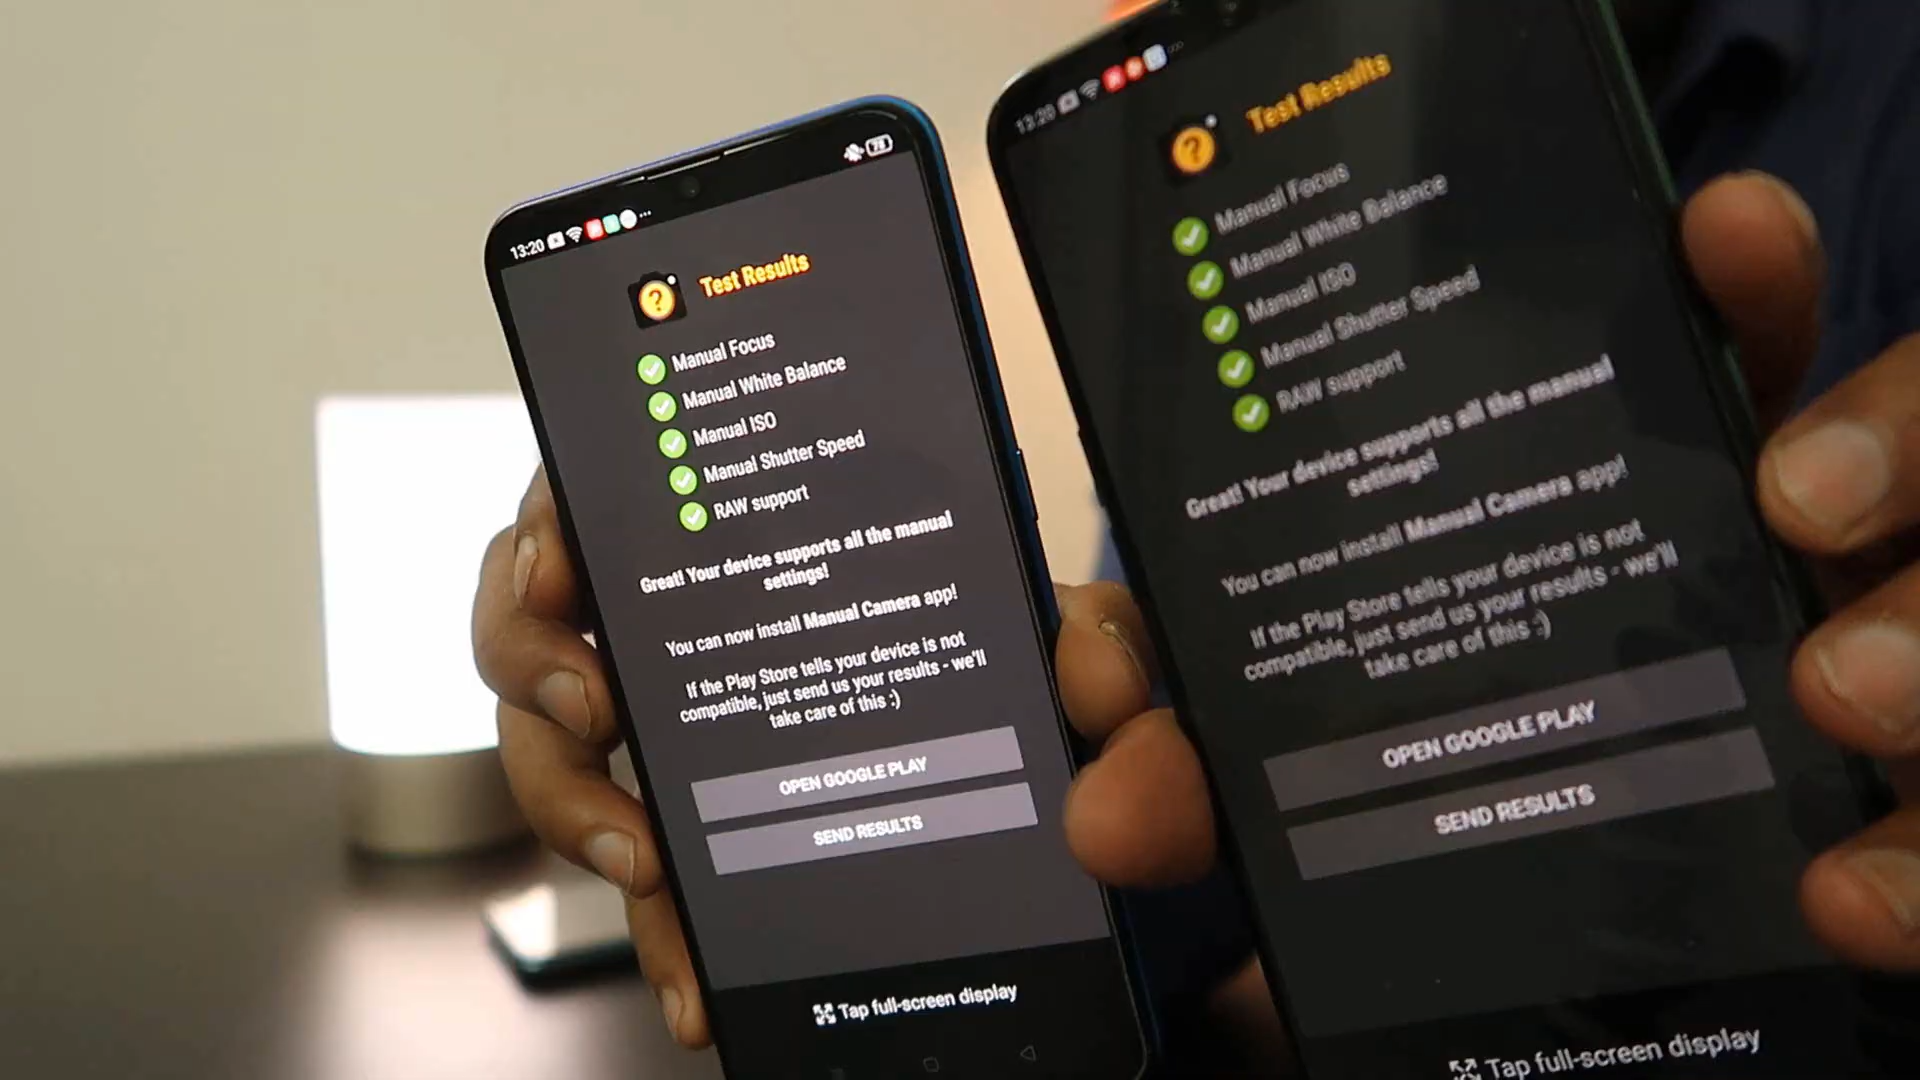 13:20
78
Test Results
Manual Focus
Manual White Balance
Manual ISO
Manual Shutter Speed
RAW support
Great! Your device supports all the manual
settings!
You can now install Manual Camera app!
If the Play Store tells your device is not
compatible, just send us your results - we'll
take care of this :)
OPEN GOOGLE PLAY
SEND RESULTS
Tap full-screen display
13:20
Test Results
Manual Focus
Manual White Balance
Manual ISO
Manual Shutter Speed
RAW support
Great! Your device supports all the manual
settings!
You can now install Manual Camera app!
If the Play Store tells your device is not
compatible, just send us your results - we'll
take care of this :)
OPEN GOOGLE PLAY
SEND RESULTS
Tap full-screen display